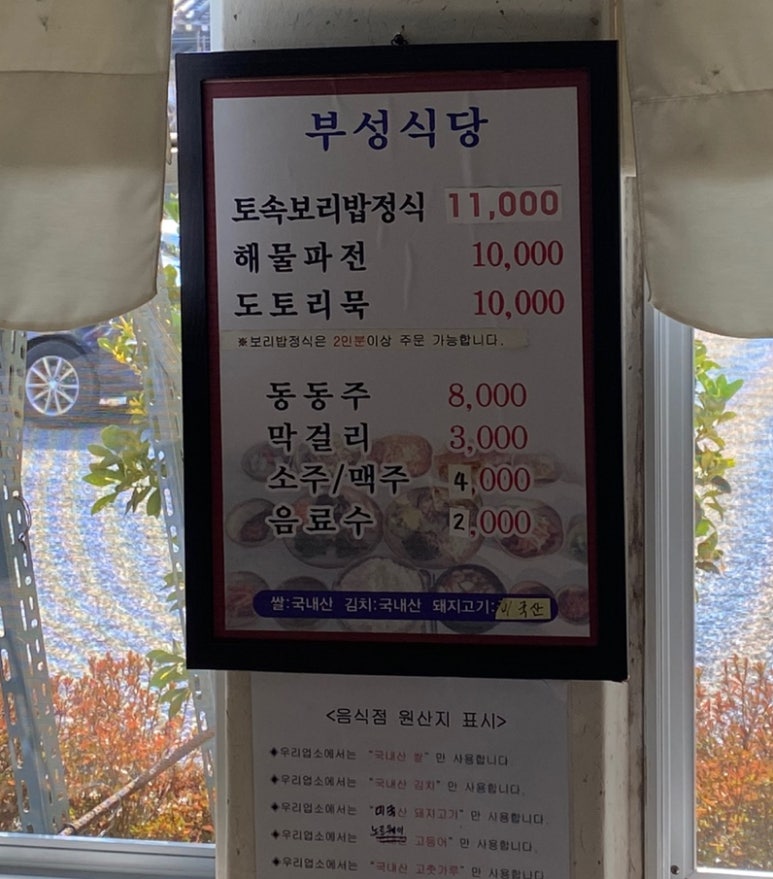 부성식당
토속보리밥정식 11,000
해물파전 10,000
도토리묵 10,000
※보리밥정식은 2인분이상 주문 가능합니다.
동동주 8,000
막걸리 3,000
소주/맥주 4,000
음료수 2,000
쌀:국내산 김치:국내산 돼지고기:미국산
<음식점 원산지 표시>
◈우리업소에서는 "국내산 쌀" 만 사용합니다
◈우리업소에서는 "국내산 김치" 만 사용합니다.
◈우리업소에서는 "미국산 돼지고기" 만 사용합니다.
◈우리업소에서는 노르웨이 고등어" 만 사용합니다.
◈우리업소에서는 "국내산 고춧가루" 만 사용합니다.